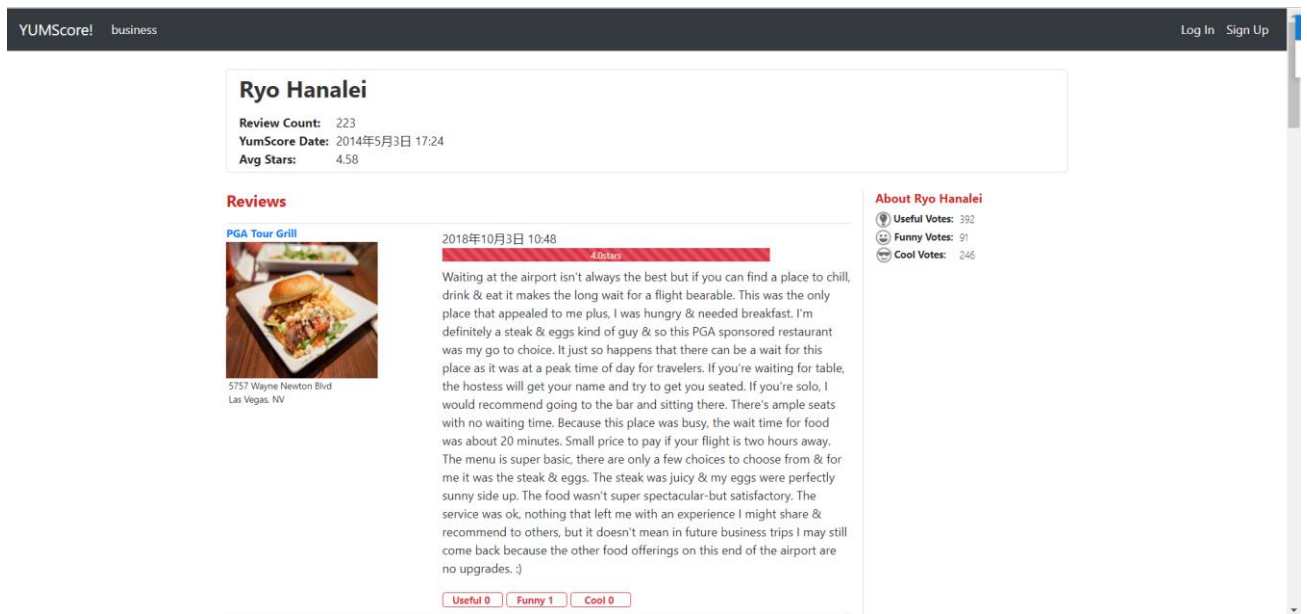 YUMScore! business Log In Sign Up
Ryo Hanalei
Review Count: 223
YumScore Date: 2014年5月3日 17:24
Avg Stars: 4.58
Reviews
PGA Tour Grill
5757 Wayne Newton Blvd
Las Vegas, NV
2018年10月3日 10:48
4.0stars
Waiting at the airport isn't always the best but if you can find a place to chill,
drink & eat it makes the long wait for a flight bearable. This was the only
place that appealed to me plus, I was hungry & needed breakfast. I'm
definitely a steak & eggs kind of guy & so this PGA sponsored restaurant
was my go to choice. It just so happens that there can be a wait for this
place as it was at a peak time of day for travelers. If you're waiting for table,
the hostess will get your name and try to get you seated. If you're solo, I
would recommend going to the bar and sitting there. There's ample seats
with no waiting time. Because this place was busy, the wait time for food
was about 20 minutes. Small price to pay if your flight is two hours away.
The menu is super basic, there are only a few choices to choose from & for
me it was the steak & eggs. The steak was juicy & my eggs were perfectly
sunny side up. The food wasn't super spectacular-but satisfactory. The
service was ok, nothing that left me with an experience I might share &
recommend to others, but it doesn't mean in future business trips I may still
come back because the other food offerings on this end of the airport are
no upgrades. :)
Useful 0 Funny 1 Cool 0
About Ryo Hanalei
Useful Votes: 392
Funny Votes: 91
Cool Votes: 246